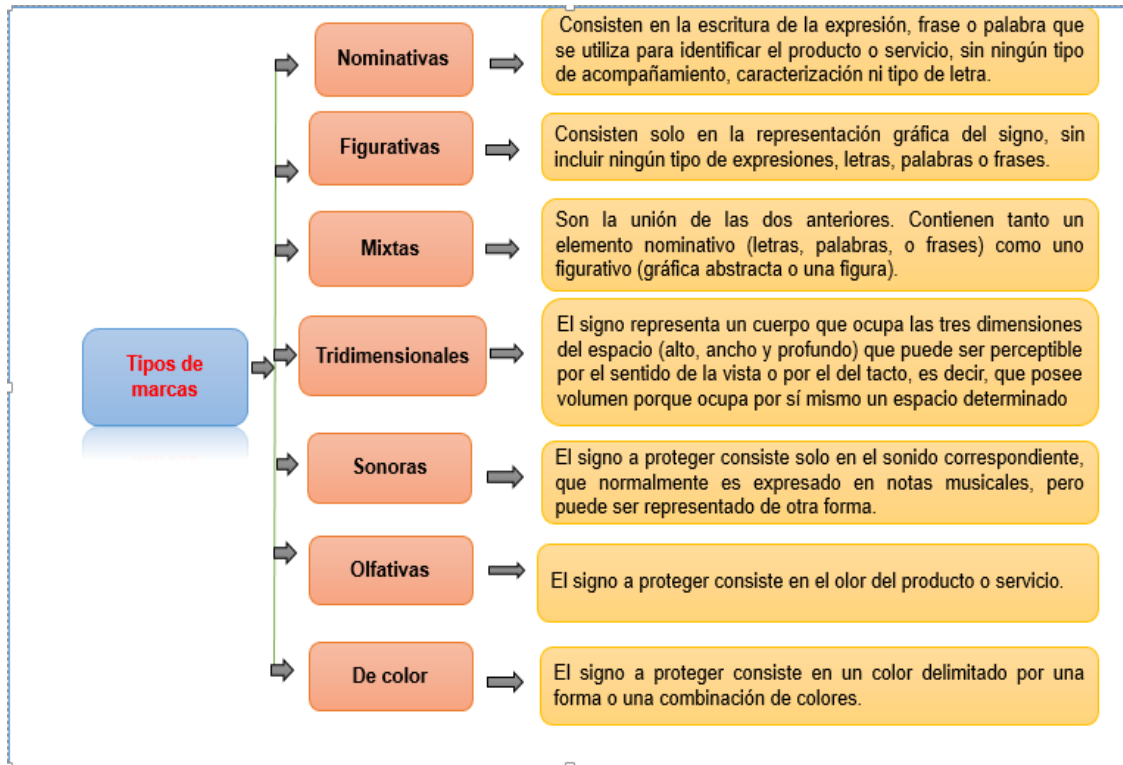 Nominativas
Consisten en la escritura de la expresión, frase o palabra que
se utiliza para identificar el producto o servicio, sin ningún tipo
de acompañamiento, caracterización ni tipo de letra.
Figurativas
Consisten solo en la representación gráfica del signo, sin
incluir ningún tipo de expresiones, letras, palabras o frases.
Mixtas
Son la unión de las dos anteriores. Contienen tanto un
elemento nominativo (letras, palabras, o frases) como uno
figurativo (gráfica abstracta o una figura).
Tipos de
marcas
Tridimensionales
El signo representa un cuerpo que ocupa las tres dimensiones
del espacio (alto, ancho y profundo) que puede ser perceptible
por el sentido de la vista o por el del tacto, es decir, que posee
volumen porque ocupa por sí mismo un espacio determinado
Sonoras
El signo a proteger consiste solo en el sonido correspondiente,
que normalmente es expresado en notas musicales, pero
puede ser representado de otra forma.
Olfativas
El signo a proteger consiste en el olor del producto o servicio.
De color
El signo a proteger consiste en un color delimitado por una
forma o una combinación de colores.